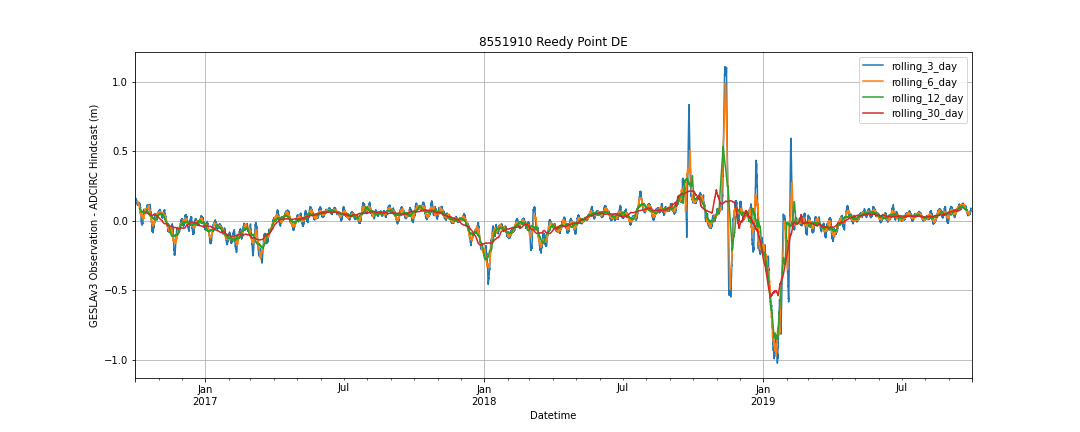 8551910 Reedy Point DE
GESLAv3 Observation - ADCIRC Hindcast (m)
1.0
0.5
0.0
−0.5
−1.0
rolling_3_day
rolling_6_day
rolling_12_day
rolling_30_day
Jan
2017
Jul
Jan
2018
Jul
Jan
2019
Jul
Datetime